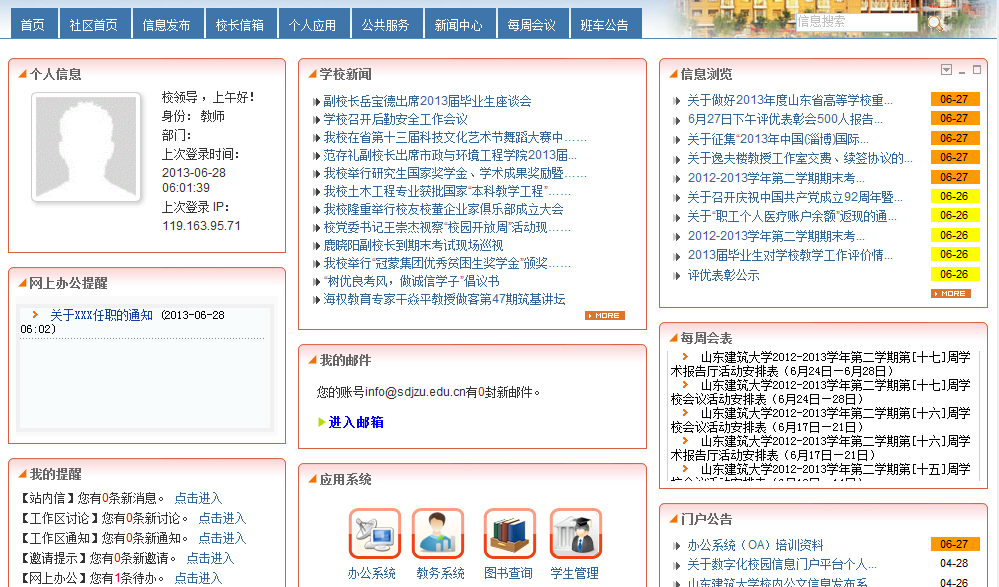 首页 社区首页 信息发布 校长信箱 个人应用 公共服务 新闻中心 每周会议 班车公告
信息搜索
个人信息
校领导，上午好！
身份： 教师
部门：
上次登录时间：
2013-06-28
06:01:39
上次登录 IP：
119.163.95.71
网上办公提醒
关于XXX任职的通知 (2013-06-28
06:02)
我的提醒
【站内信】您有0条新消息。 点击进入
【工作区讨论】您有0条新讨论。 点击进入
【工作区通知】您有0条新通知。 点击进入
【邀请提示】您有0条新邀请。 点击进入
【网上办公】您有1条待办。 点击进入
学校新闻
副校长岳宝德出席2013届毕业生座谈会
学校召开后勤安全工作会议
我校在省第十三届科技文化艺术节舞蹈大赛中……
范存礼副校长出席市政与环境工程学院2013届...
我校举行研究生国家奖学金、学术成果奖励暨……
我校土木工程专业获批国家“本科教学工程”……
我校隆重举行校友校董企业家俱乐部成立大会
校党委书记王崇杰视察“校园开放周”活动现……
鹿晓阳副校长到期末考试现场巡视
我校举行“冠蒙集团优秀贫困生奖学金”颁奖……
“树优良考风，做诚信学子”倡议书
海权教育专家干焱平教授做客第47期筑基讲坛
MORE
我的邮件
您的账号info@sdjzu.edu.cn有0封新邮件。
进入邮箱
应用系统
办公系统 教务系统 图书查询 学生管理
信息浏览
关于做好2013年度山东省高等学校重... 06-27
6月27日下午评优表彰会500人报告... 06-27
关于征集“2013年中国(淄博)国际... 06-27
关于逸夫楼教授工作室交费、续签协议的... 06-27
2012-2013学年第二学期期末考... 06-27
关于召开庆祝中国共产党成立92周年暨... 06-26
关于“职工个人医疗账户余额”返现的通... 06-26
2012-2013学年第二学期期末考... 06-26
2013届毕业生对学校教学工作评价情... 06-26
评优表彰公示 06-26
MORE
每周会表
山东建筑大学2012-2013学年第二学期第[十七]周学
术报告厅活动安排表（6月24日－6月28日）
山东建筑大学2012-2013学年第二学期第[十七]周学
校会议活动安排表（6月24日－28日）
山东建筑大学2012-2013学年第二学期第[十六]周学
校会议活动安排表（6月17日－21日）
山东建筑大学2012-2013学年第二学期第[十六]周学
术报告厅活动安排表（6月17日－21日）
山东建筑大学2012-2013学年第二学期第[十五]周学
门户公告
办公系统（OA）培训资料 06-27
关于数字化校园信息门户平台个人... 04-28
山东建筑大学校内公文信息发布系 04-26